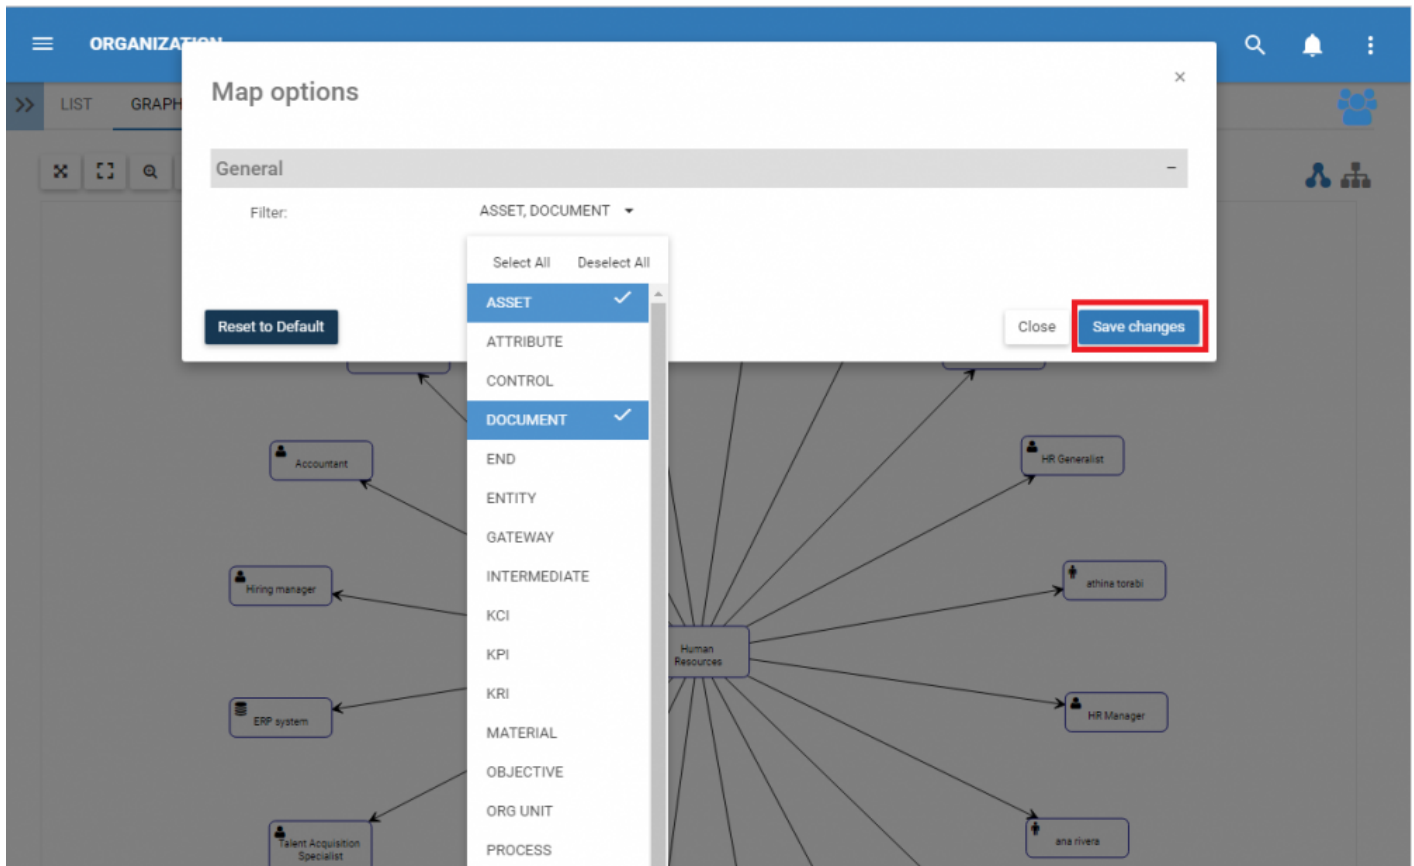 ORGANIZATION
Map options
×
LIST
GRAPH
General
Filter:
ASSET, DOCUMENT
Select All Deselect All
ASSET
Reset to Default
Close
Save changes
ATTRIBUTE
CONTROL
DOCUMENT
END
ENTITY
GATEWAY
INTERMEDIATE
KCI
KPI
KRI
MATERIAL
OBJECTIVE
ORG UNIT
PROCESS
Accountant
HR Generalist
Hiring manager
athina torabi
Human
Resources
ERP system
HR Manager
Talent Acquisition
Specialist
ana rivera